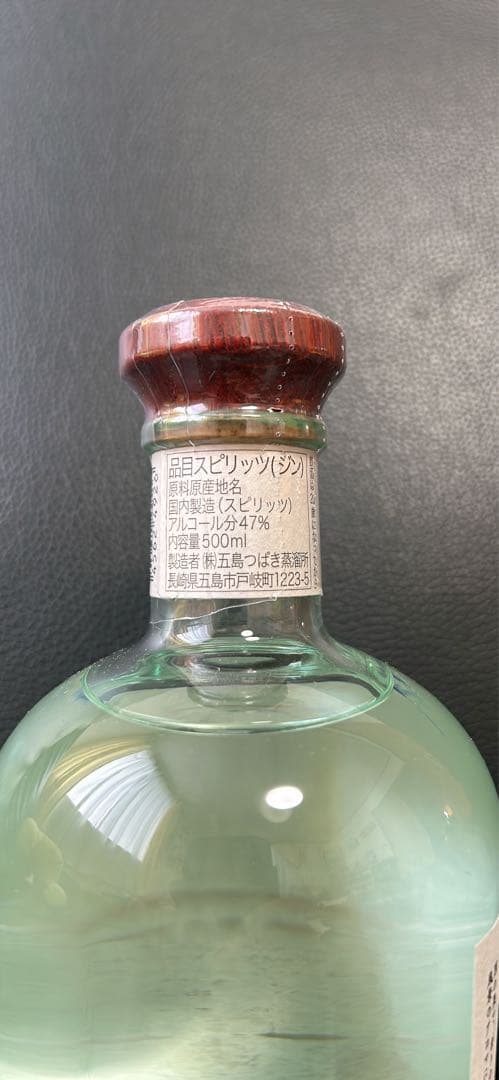 品目スピリッツ(ジン)
原料原産地名
国内製造(スピリッツ)
アルコール分47%
内容量500ml
製造者 ㈱五島つばき蒸溜所
長崎県五島市戸岐町1223-5